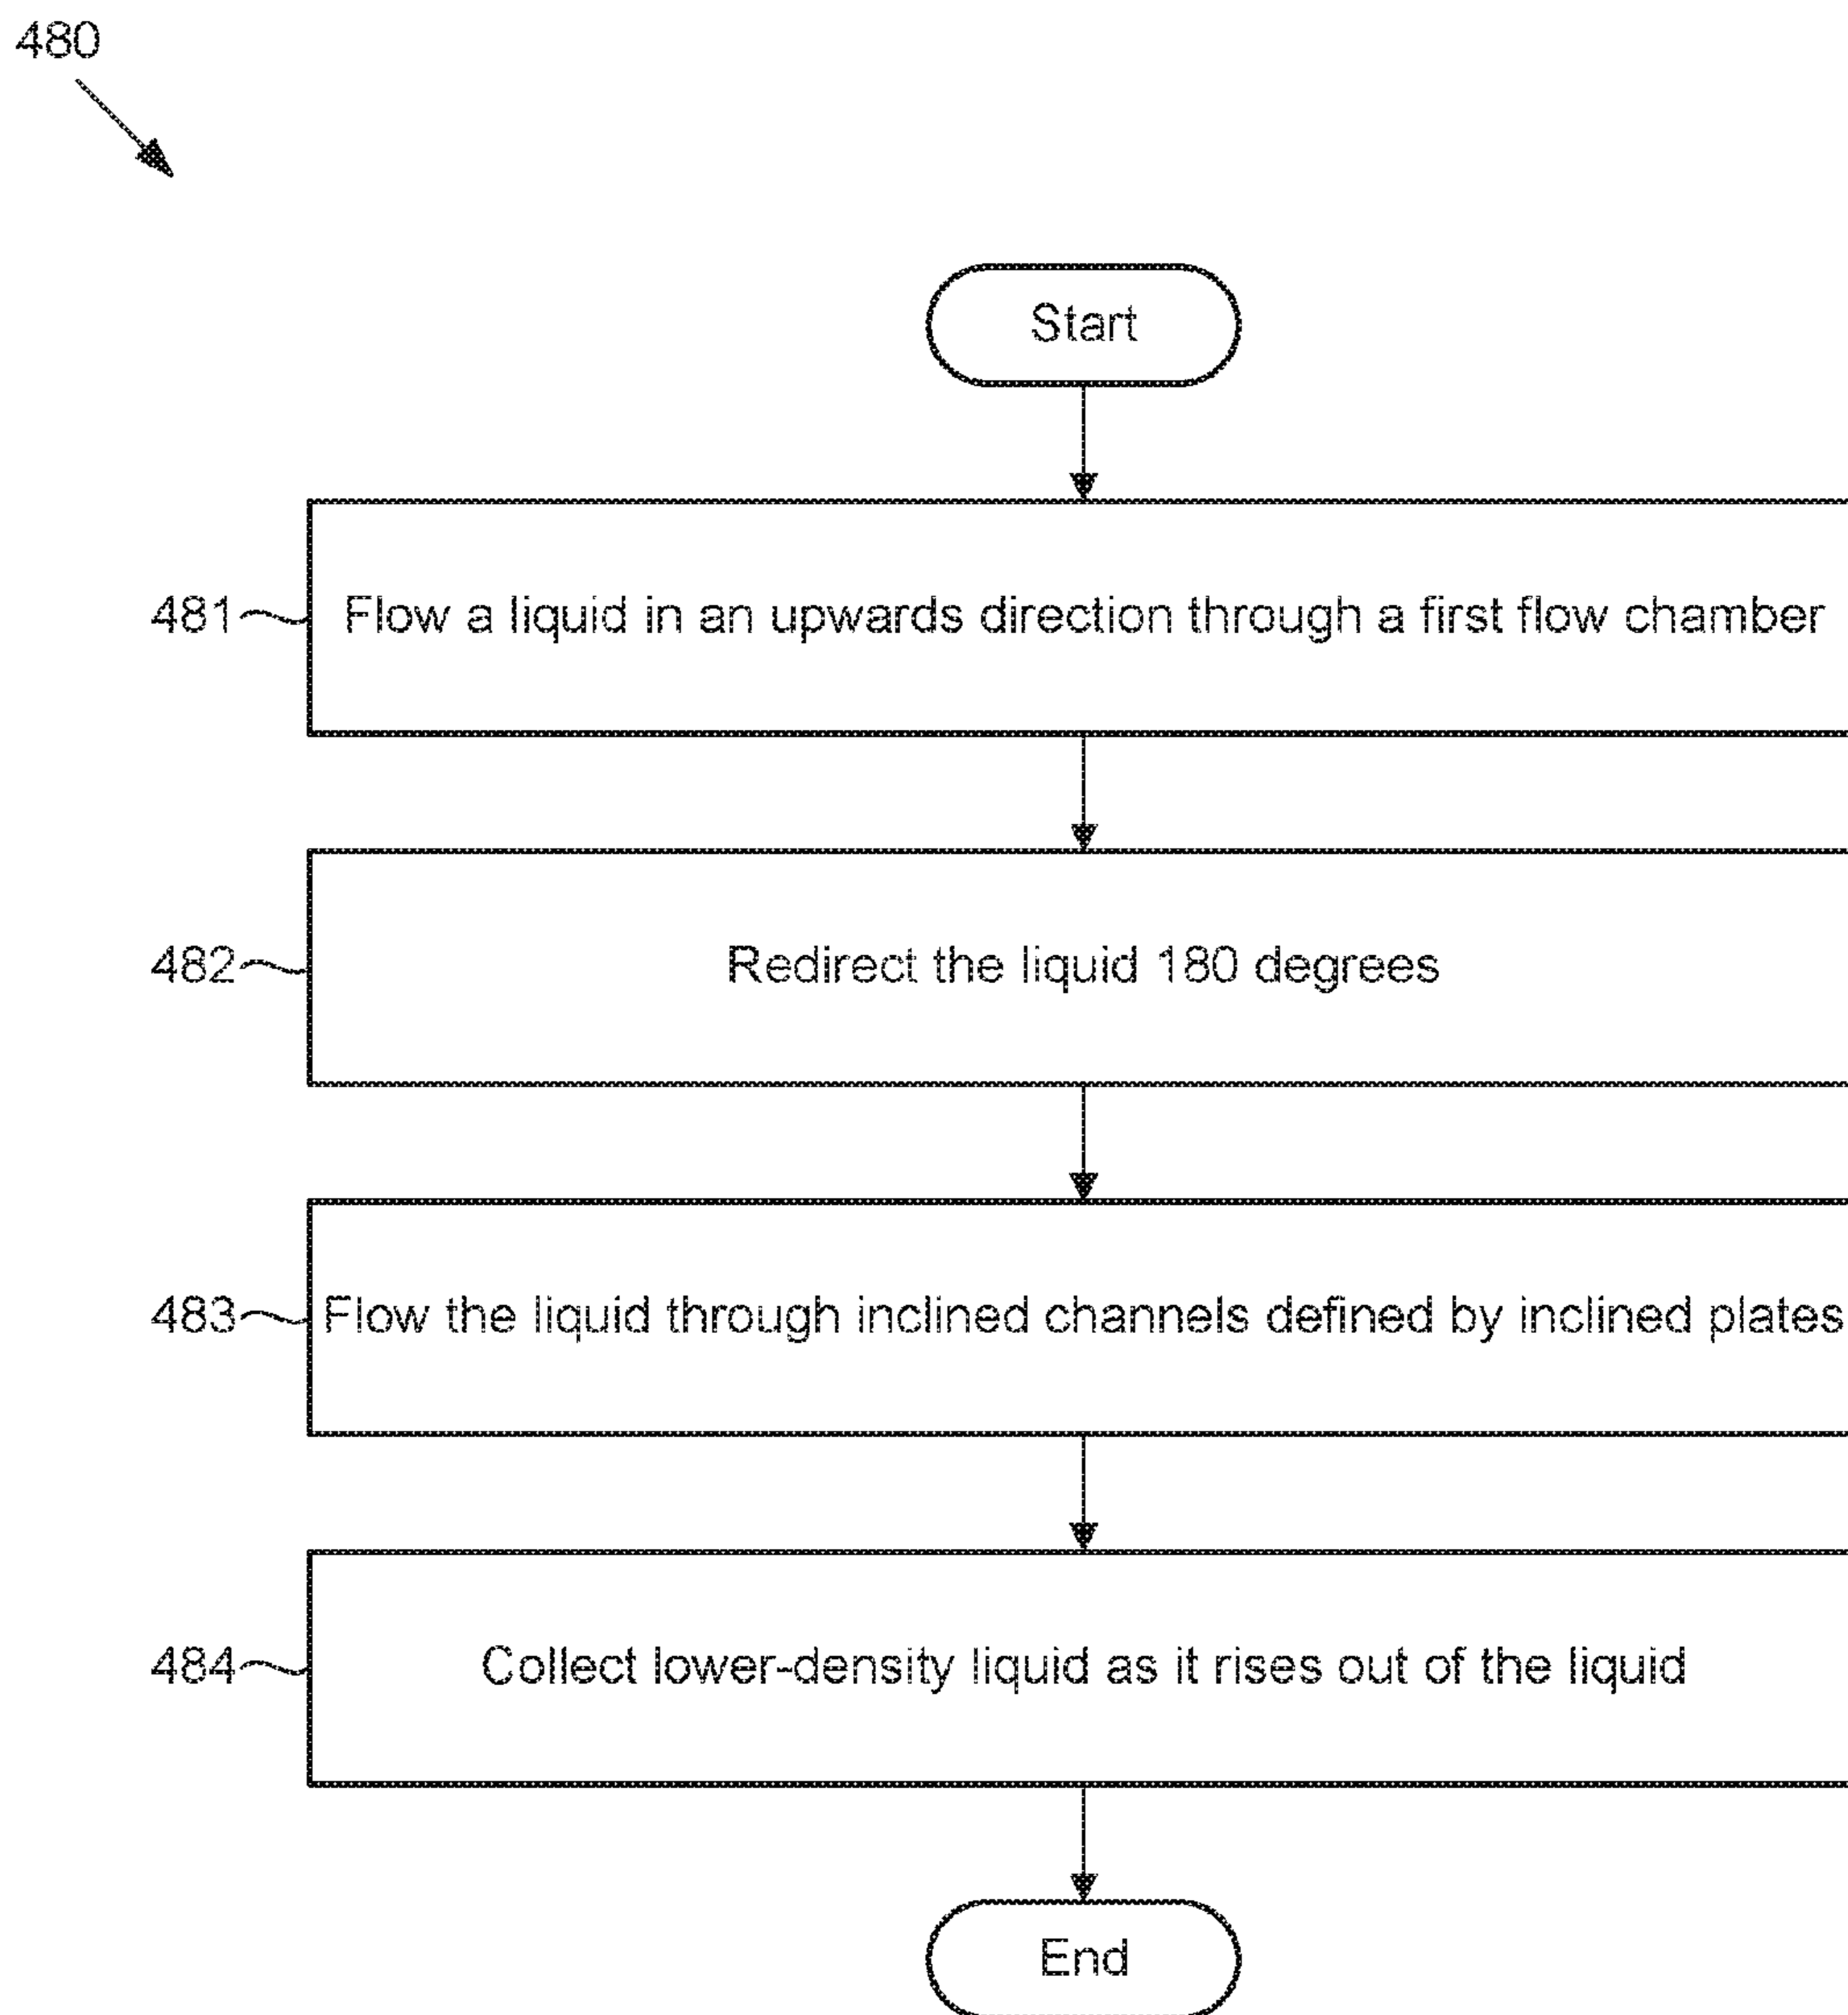 480
Start
481 Flow a liquid in an upwards direction through a first flow chamber
482 Redirect the liquid 180 degrees
483 Flow the liquid through inclined channels defined by inclined plates
484 Collect lower-density liquid as it rises out of the liquid
End